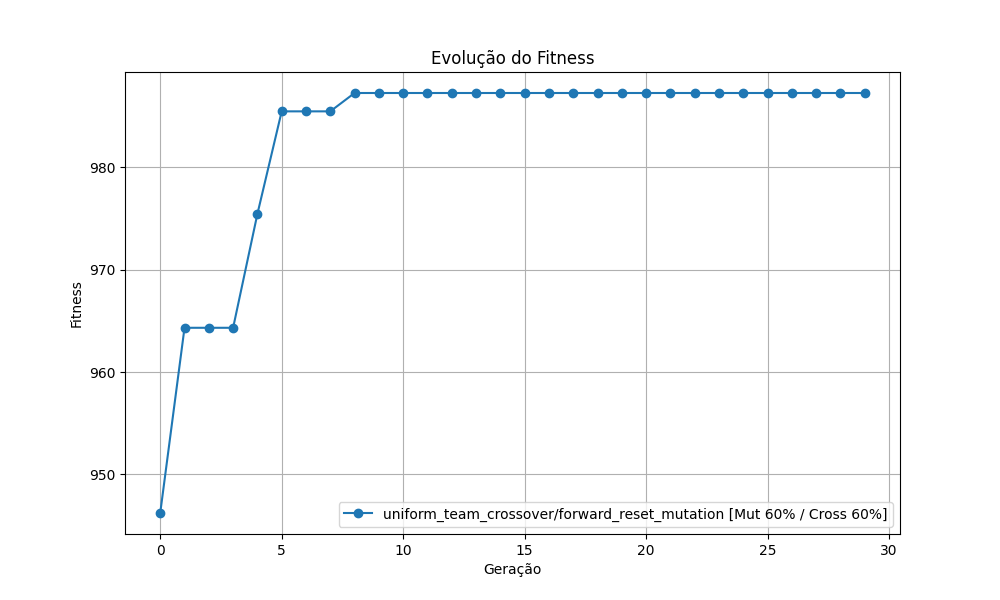 Evolução do Fitness
Fitness
980
970
960
950
0 5 10 15 20 25 30
Geração
uniform_team_crossover/forward_reset_mutation [Mut 60% / Cross 60%]